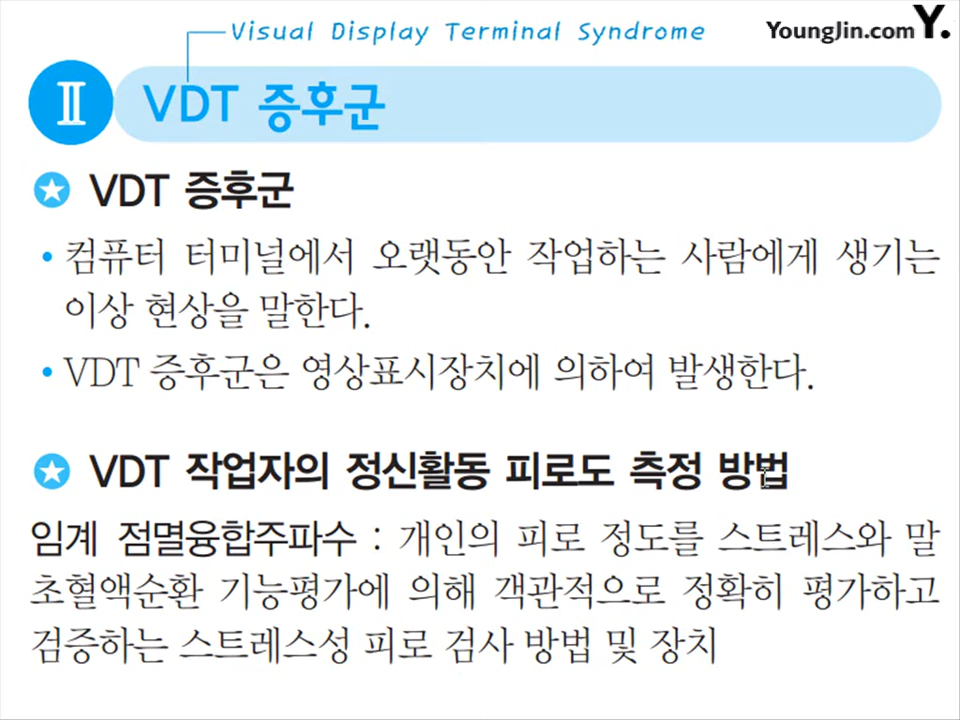 Visual Display Terminal Syndrome
YoungJin.com Y.
Ⅱ VDT 증후군
VDT 증후군
• 컴퓨터 터미널에서 오랫동안 작업하는 사람에게 생기는
이상 현상을 말한다.
• VDT 증후군은 영상표시장치에 의하여 발생한다.
VDT 작업자의 정신활동 피로도 측정 방법
임계 점멸융합주파수 : 개인의 피로 정도를 스트레스와 말
초혈액순환 기능평가에 의해 객관적으로 정확히 평가하고
검증하는 스트레스성 피로 검사 방법 및 장치